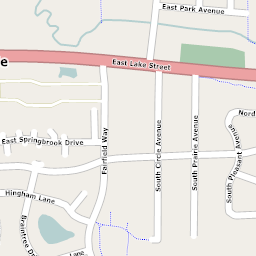 East Park Avenue
East Lake Street
e
Nord
East Springbrook Drive
Fairfield Way
South Circle Avenue
South Prairie Avenue
South Pleasant Avenue
Hingham Lane
Braintree Drive